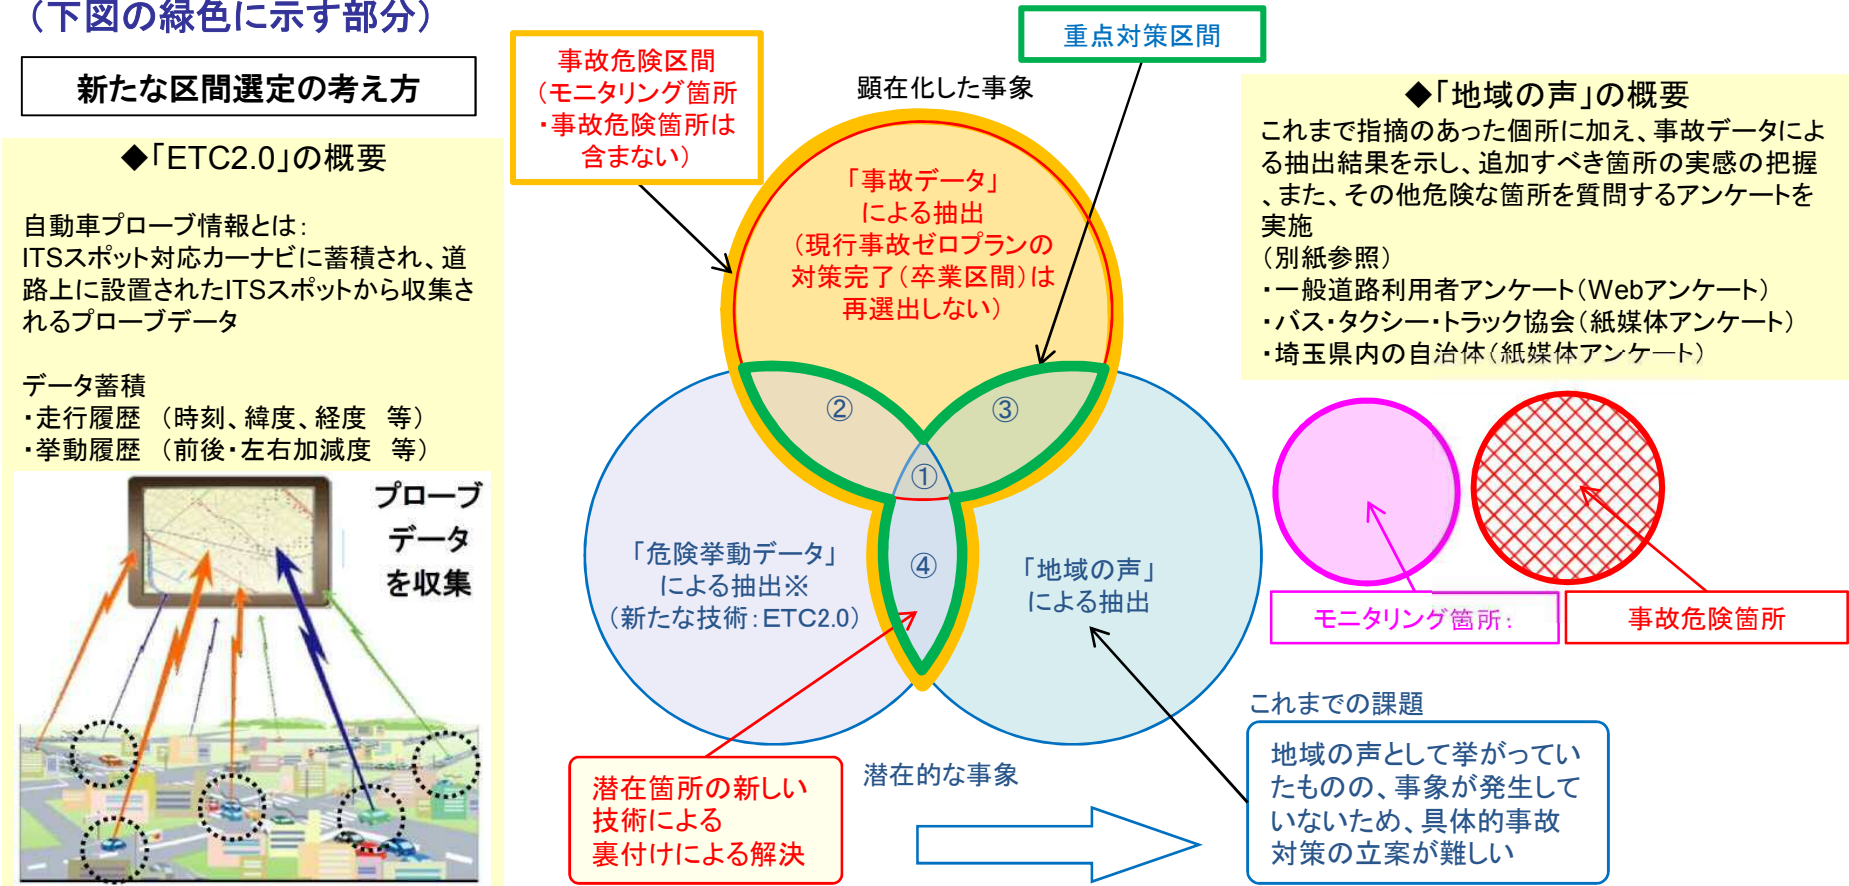 （下図の緑色に示す部分）
新たな区間選定の考え方
◆｢ETC2.0｣の概要
自動車プローブ情報とは：
ITSスポット対応カーナビに蓄積され、道
路上に設置されたITSスポットから収集さ
れるプローブデータ
データ蓄積
・走行履歴　（時刻、緯度、経度　等）
・挙動履歴　（前後・左右加減度　等）
プローブ
データ
を収集
事故危険区間
（モニタリング箇所
・事故危険箇所は
含まない）
重点対策区間
顕在化した事象
｢事故データ｣
による抽出
（現行事故ゼロプランの
対策完了（卒業区間）は
再選出しない）
②
③
①
④
｢危険挙動データ｣
による抽出※
（新たな技術：ETC2.0）
｢地域の声｣
による抽出
潜在箇所の新しい
技術による
裏付けによる解決
潜在的な事象
◆｢地域の声｣の概要
これまで指摘のあった個所に加え、事故データによ
る抽出結果を示し、追加すべき箇所の実感の把握
、また、その他危険な箇所を質問するアンケートを
実施
（別紙参照）
・一般道路利用者アンケート（Webアンケート）
・バス・タクシー・トラック協会（紙媒体アンケート）
・埼玉県内の自治体（紙媒体アンケート）
モニタリング箇所：
事故危険箇所
これまでの課題
地域の声として挙がってい
たものの、事象が発生して
いないため、具体的事故
対策の立案が難しい